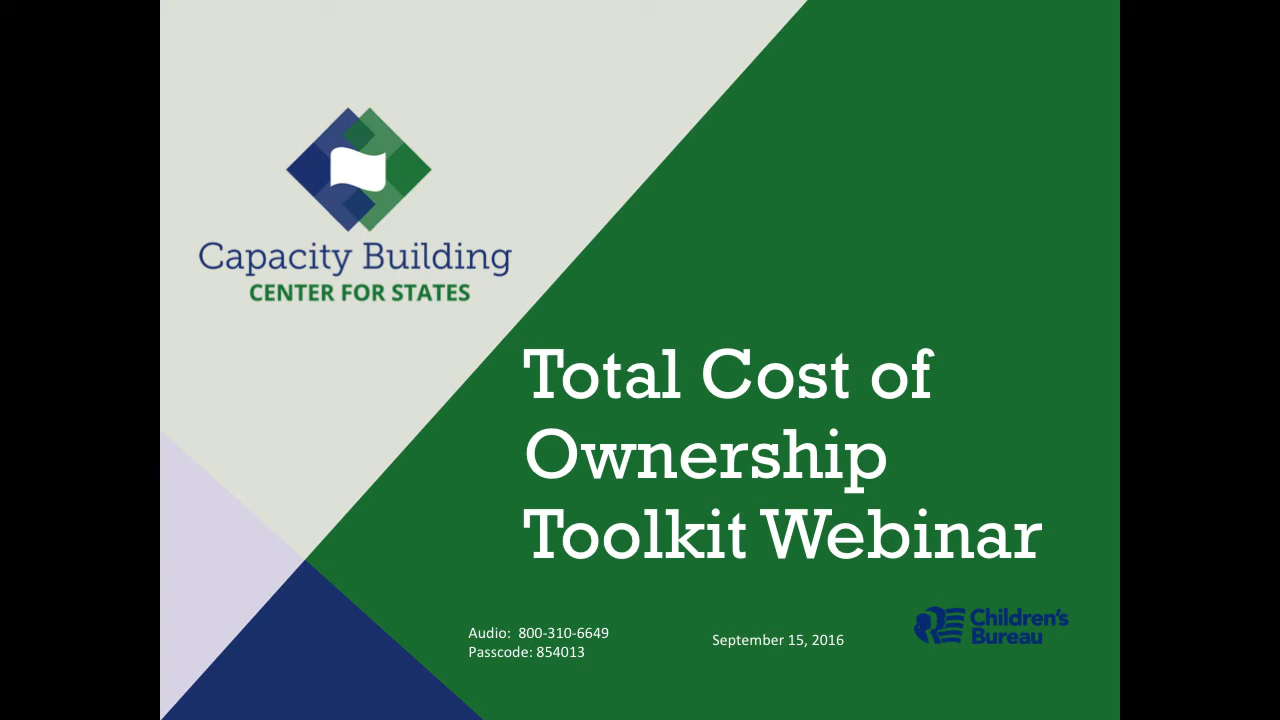 Capacity Building
CENTER FOR STATES
Total Cost of
Ownership
Toolkit Webinar
Audio: 800-310-6649
Passcode: 854013
September 15, 2016
Children's
Bureau